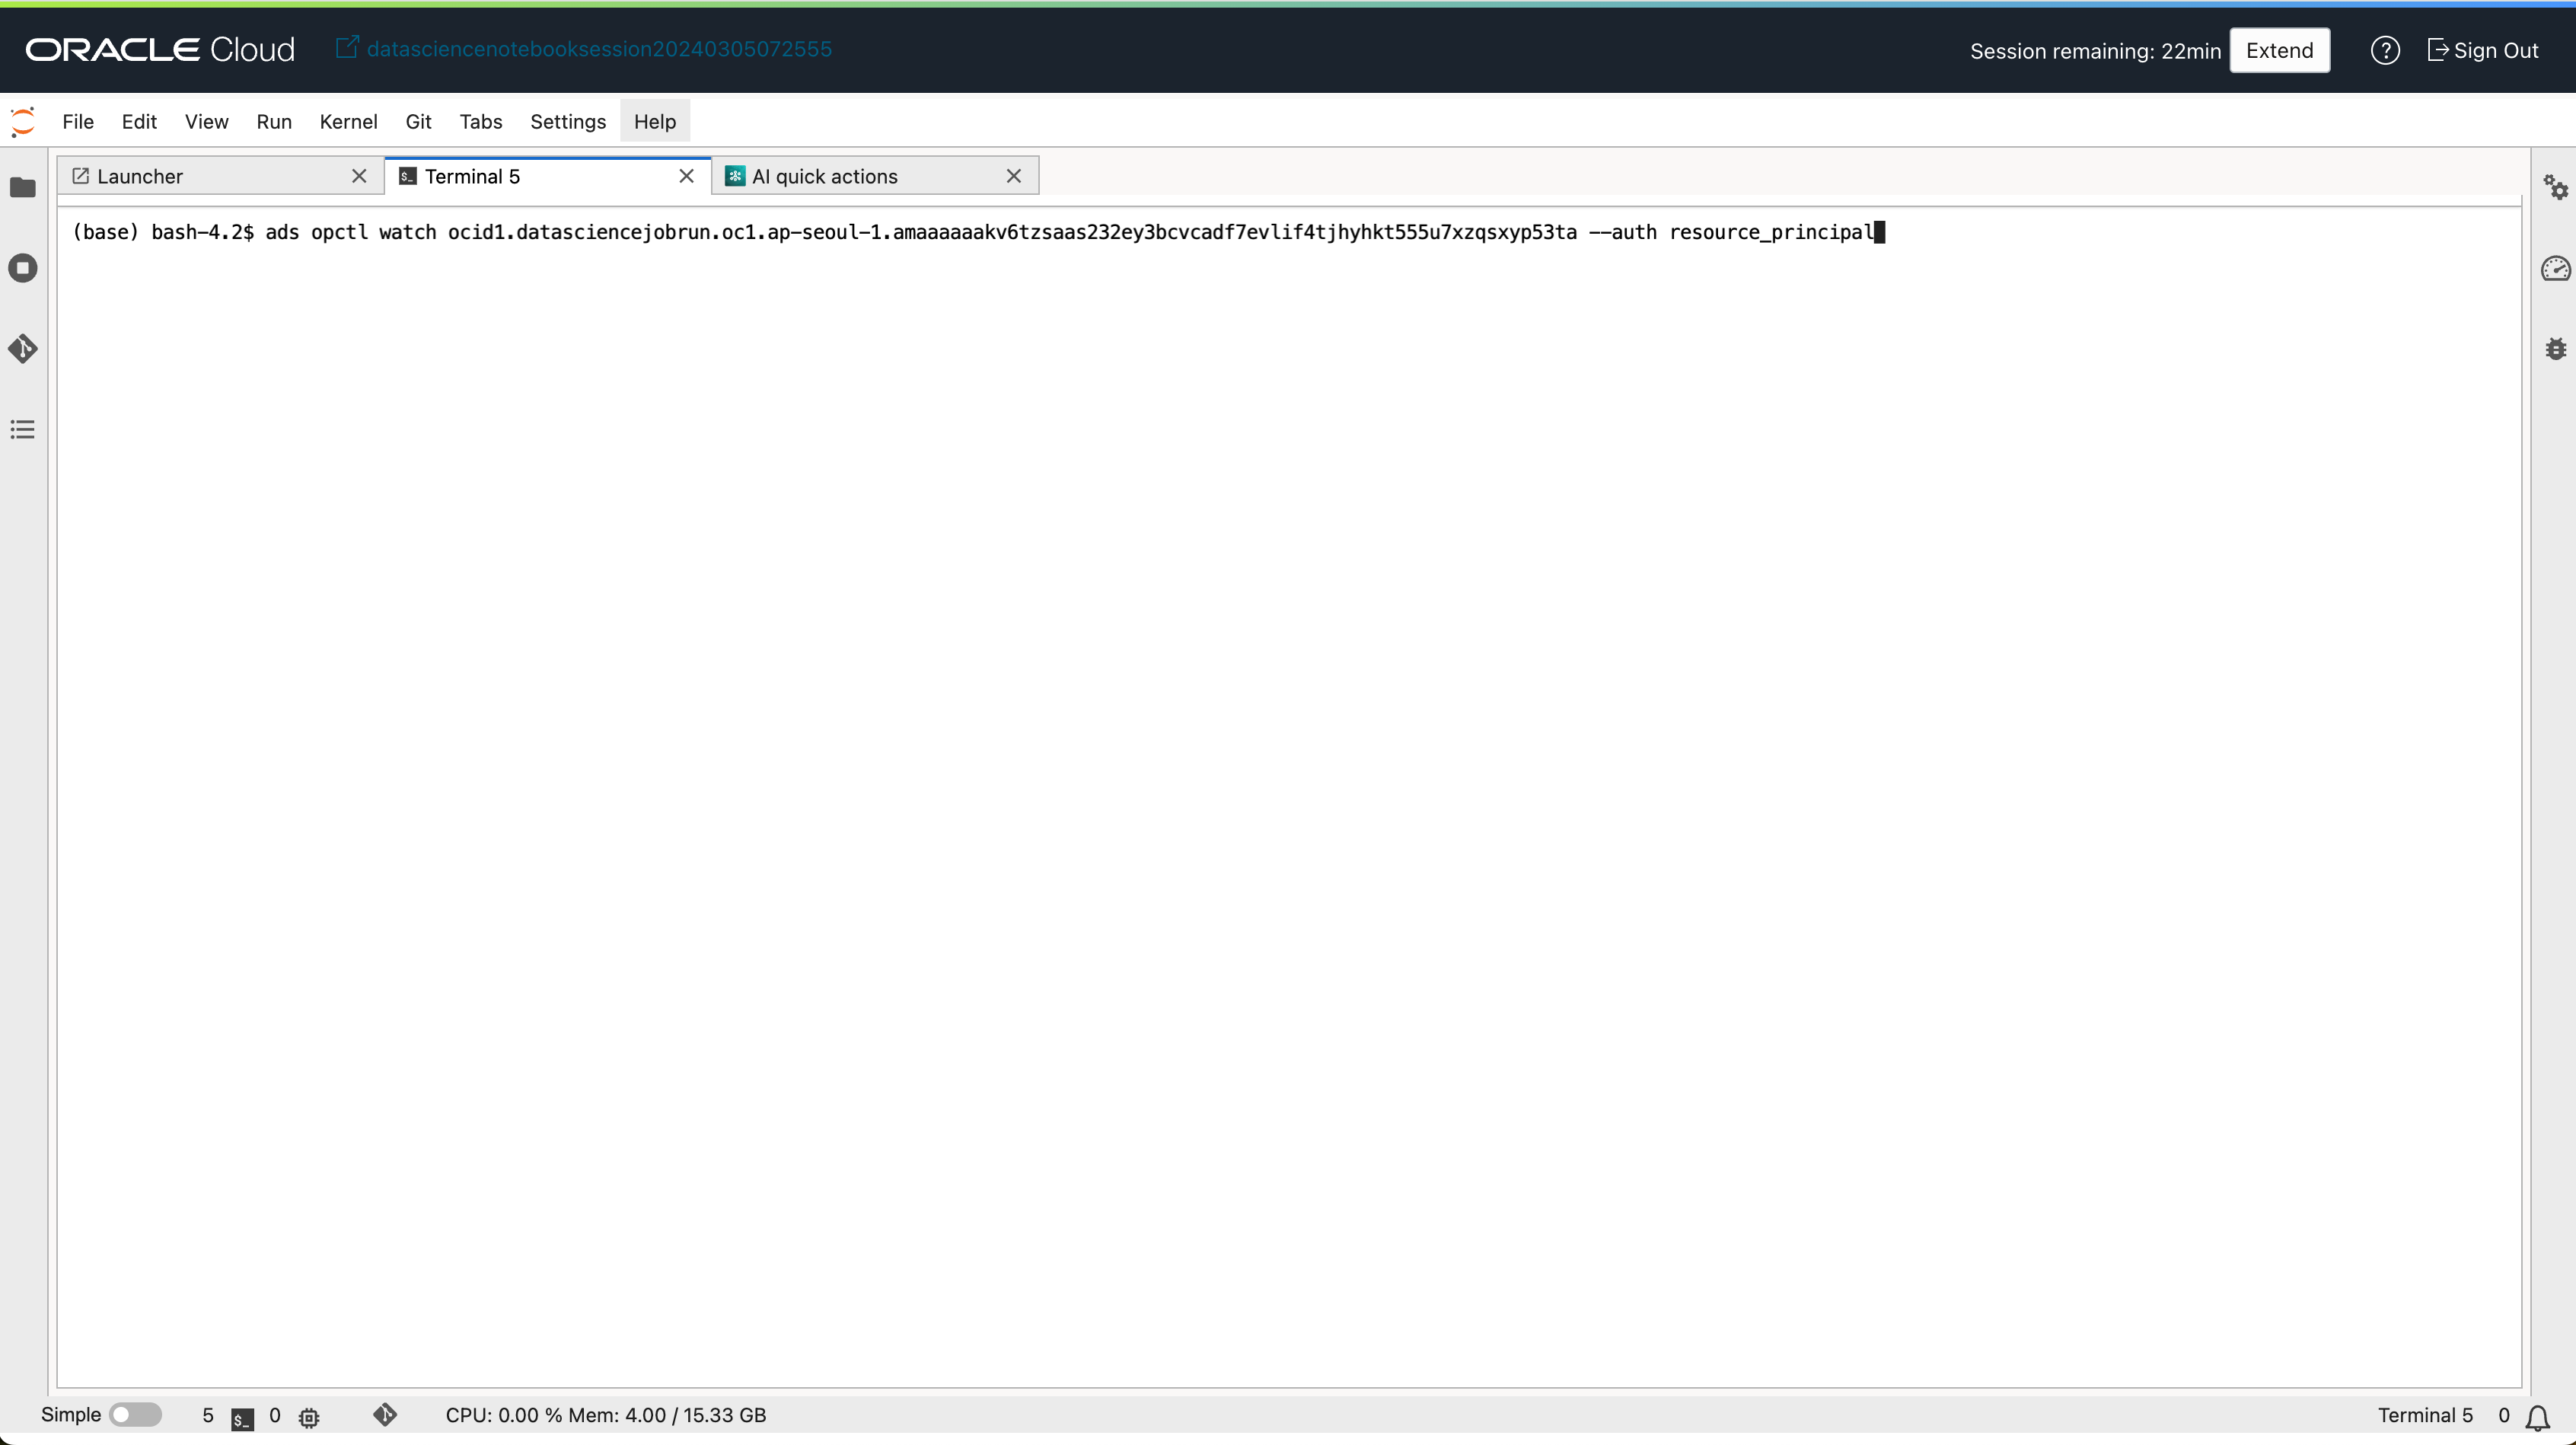 ORACLE Cloud datasciencenotebooksession20240305072555 Session remaining: 22min Extend ? Sign Out
File Edit View Run Kernel Git Tabs Settings Help
Launcher Terminal 5 AI quick actions
(base) bash-4.2$ ads opctl watch ocid1.datasciencejobrun.oc1.ap-seoul-1.amaaaaaakv6tzsaas232ey3bcvcadf7evlif4tjhyhkt555u7xzqsxyp53ta --auth resource_principal
Simple 5 $_ 0 CPU: 0.00 % Mem: 4.00 / 15.33 GB Terminal 5 0